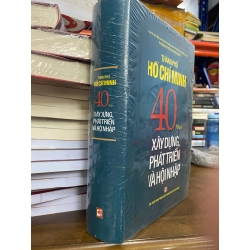 THÀNH PHỐ
HỒ CHÍ MINH
40
NĂM
XÂY DỰNG,
PHÁT TRIỂN
VÀ HỘI NHẬP
THÀNH PHỐ
HỒ CHÍ MINH
40
XÂY DỰNG,
PHÁT TRIỂN
VÀ HỘI NHẬP